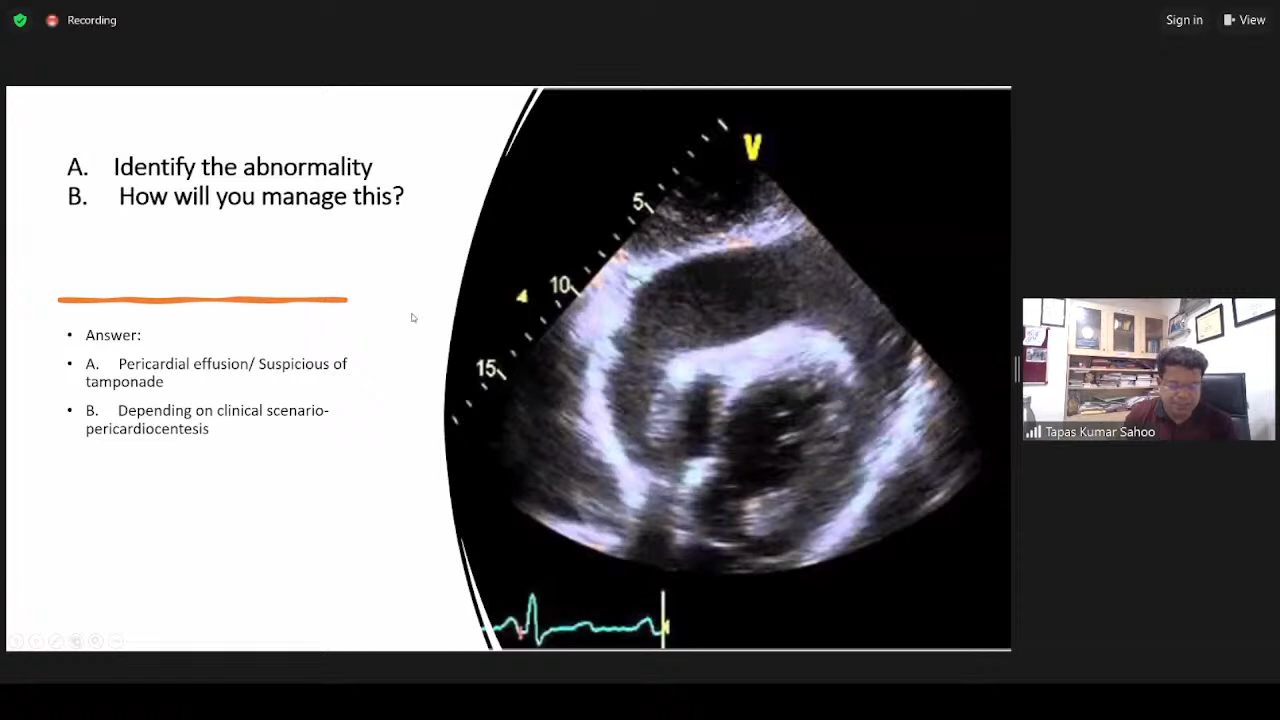 Recording
Sign in
View
A. Identify the abnormality
B. How will you manage this?
• Answer:
• A. Pericardial effusion/ Suspicious of
tamponade
• B. Depending on clinical scenario-
pericardiocentesis
V
5
10
15
Tapas Kumar Sahoo